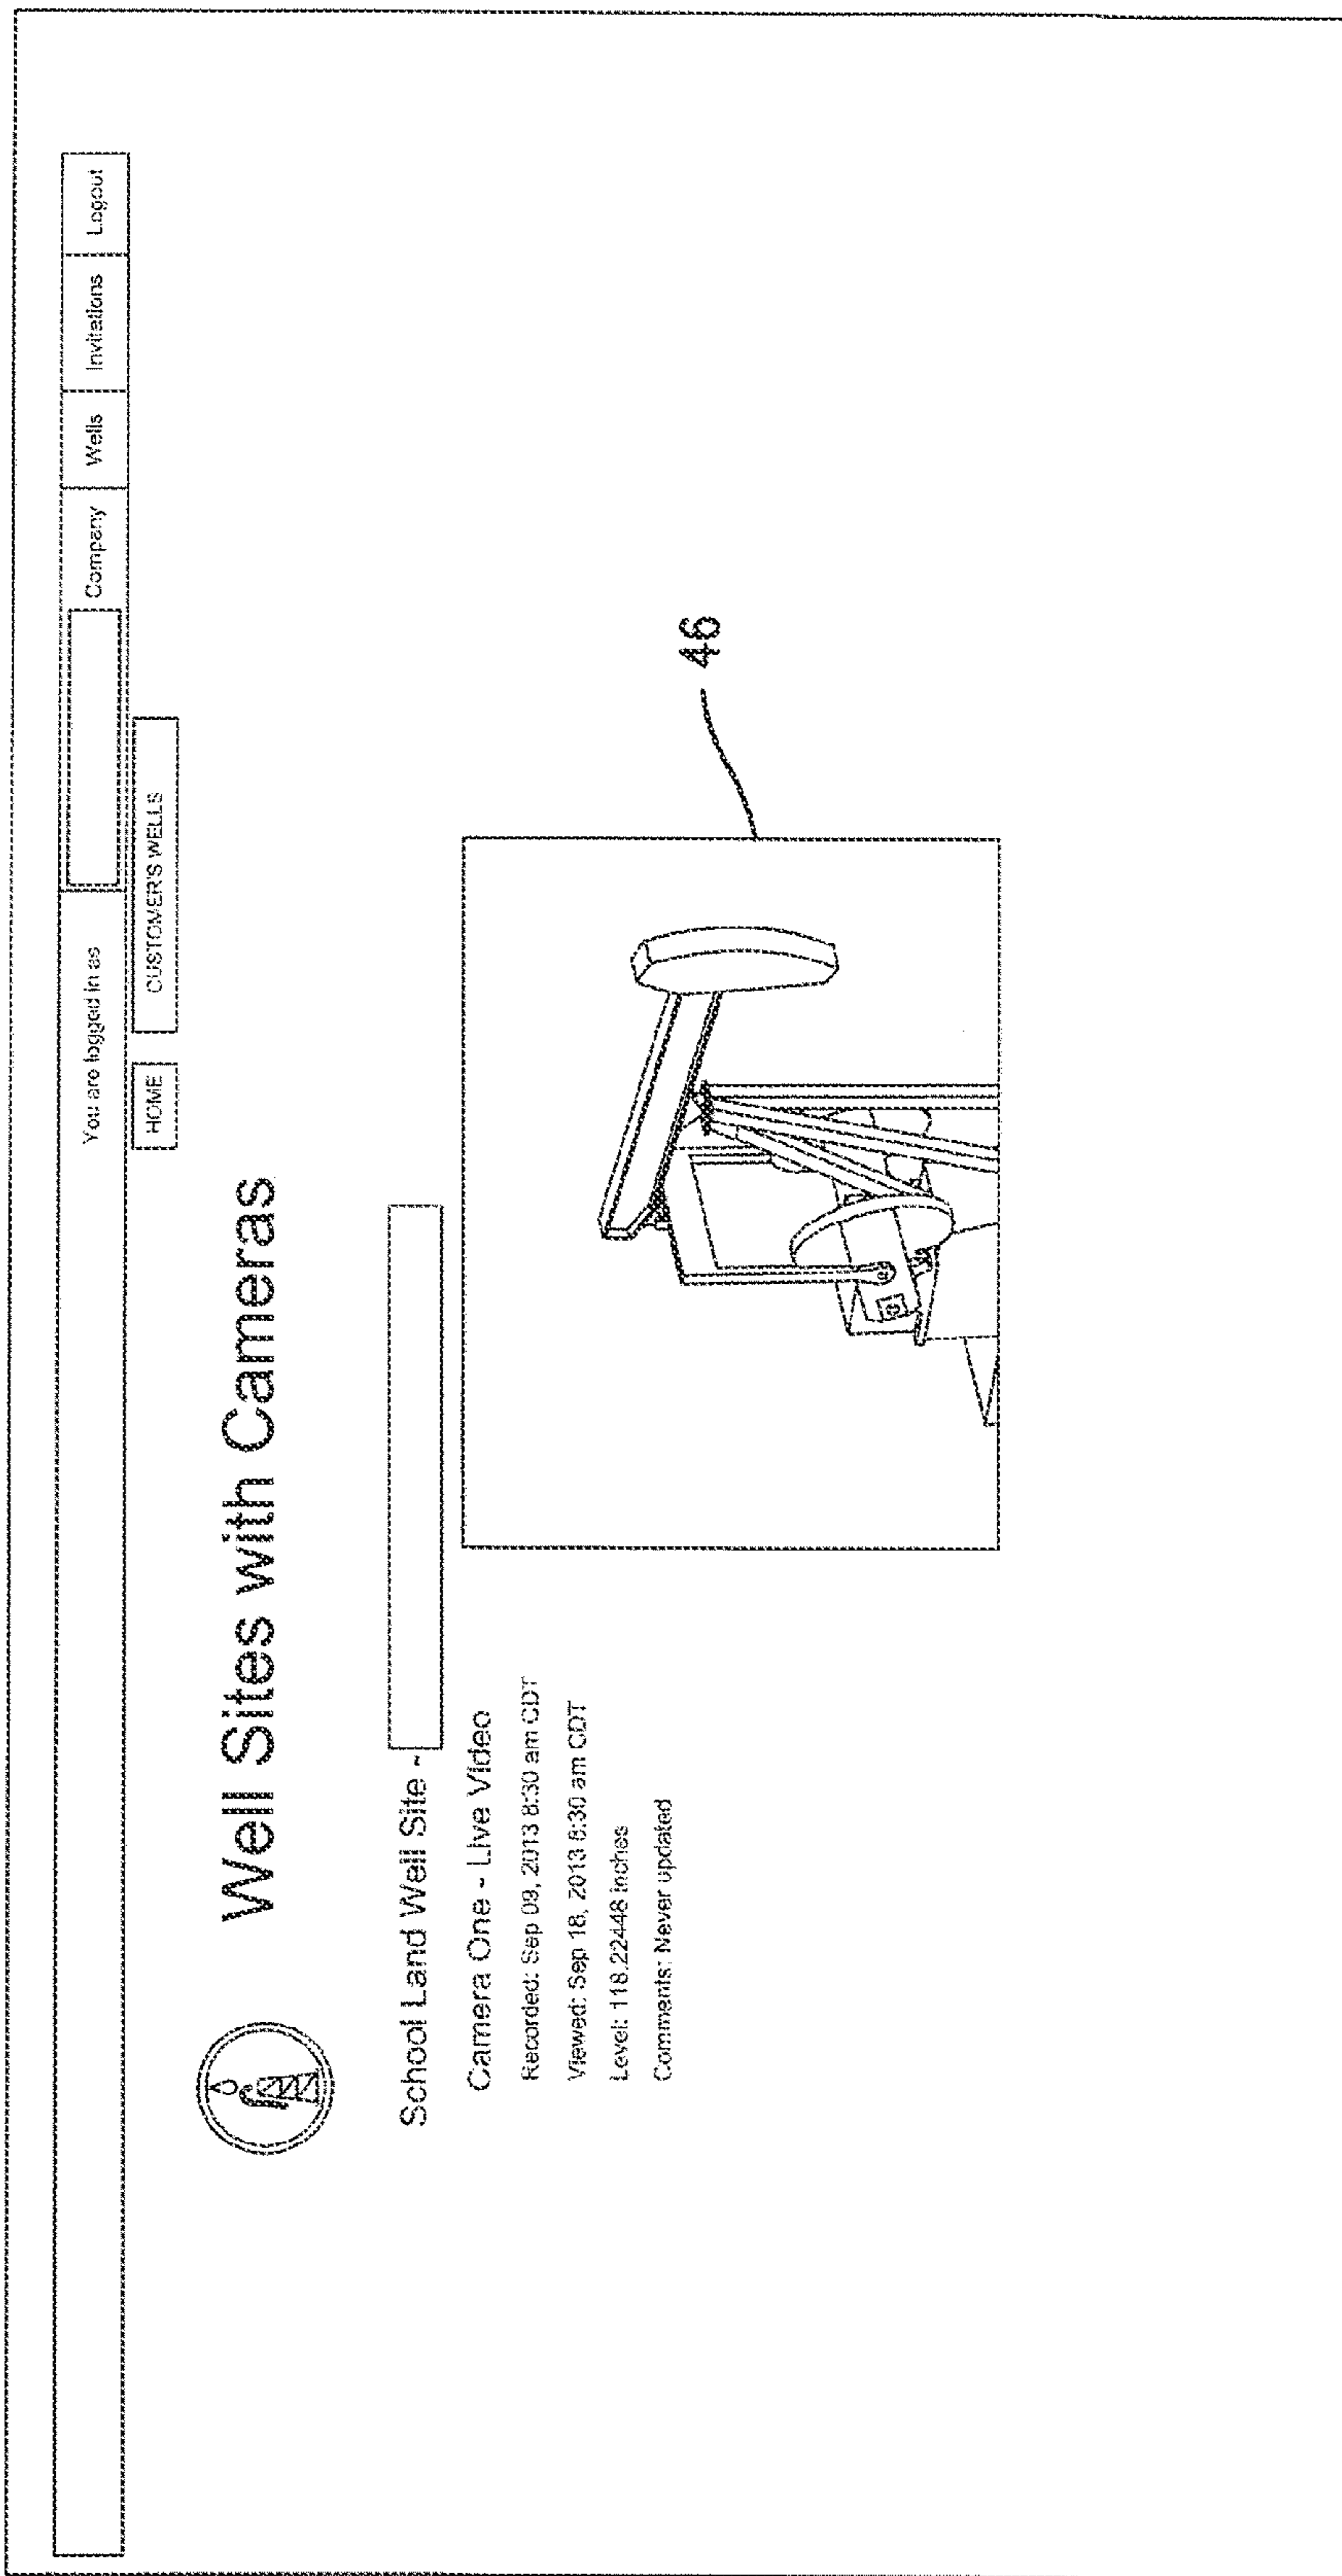 You are logged in as Company Wells Invitations Logout
HOME CUSTOMER'S WELLS
Well Sites with Cameras
School Land Well Site -
Camera One - Live Video
Recorded: Sep 09, 2013 8:30 am CDT
Viewed: Sep 18, 2013 8:30 am CDT
Level: 118.22448 inches
Comments: Never updated
46